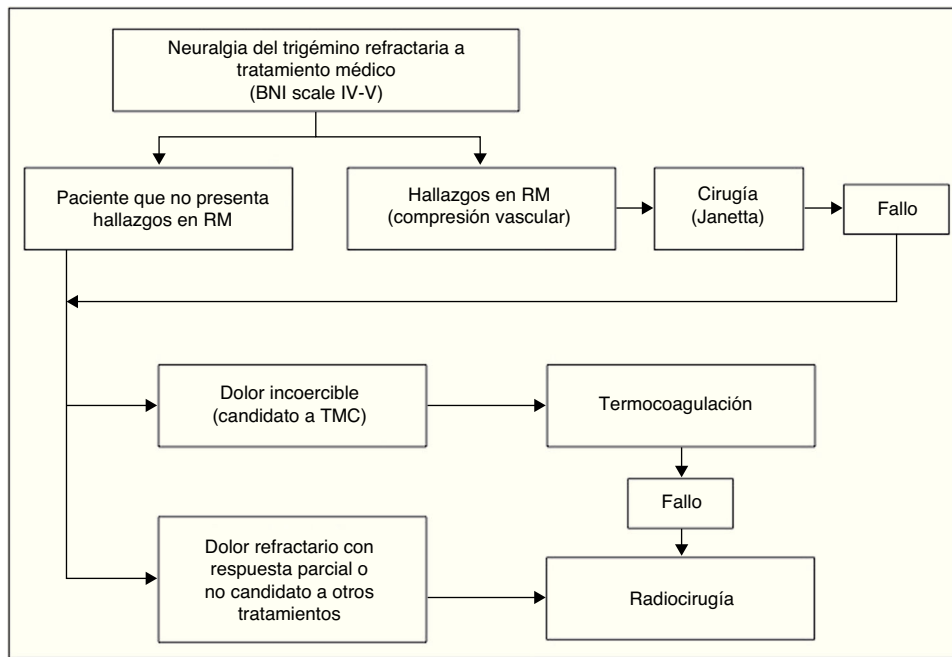 Neuralgia del trigémino refractaria a
tratamiento médico
(BNI scale IV-V)
Paciente que no presenta
hallazgos en RM
Hallazgos en RM
(compresión vascular)
Cirugía
(Janetta)
Fallo
Dolor incoercible
(candidato a TMC)
Termocoagulación
Fallo
Dolor refractario con
respuesta parcial o
no candidato a otros
tratamientos
Radiocirugía